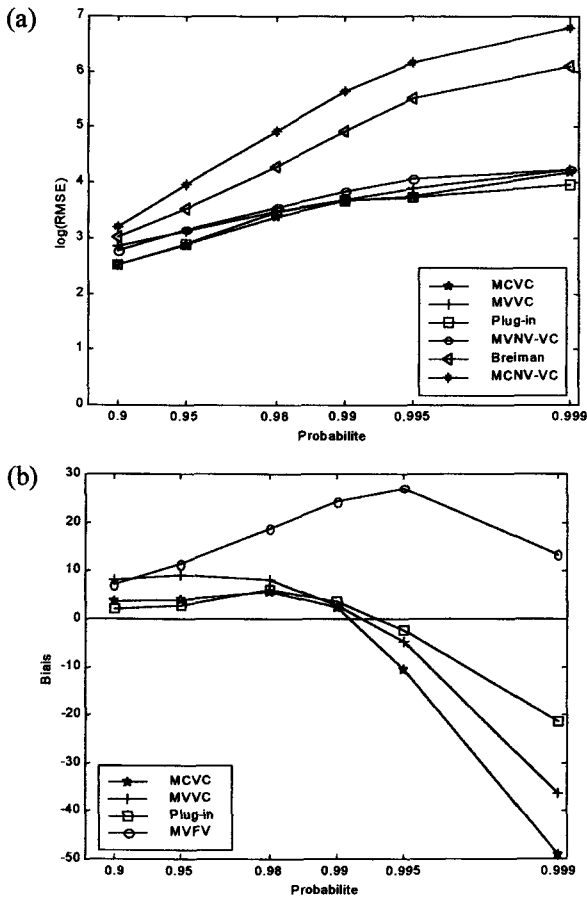 (a)
7
6
5
4
3
2
1
0
log(RMSE)
0.9 0.95 0.98 0.99 0.995 0.999
Probabilite
MCVC
MVVC
Plug-in
MVNV-VC
Breiman
MCNV-VC
(b)
30
20
10
0
-10
-20
-30
-40
-50
Biais
0.9 0.95 0.98 0.99 0.995 0.999
Probabilite
MCVC
MVVC
Plug-in
MVFV